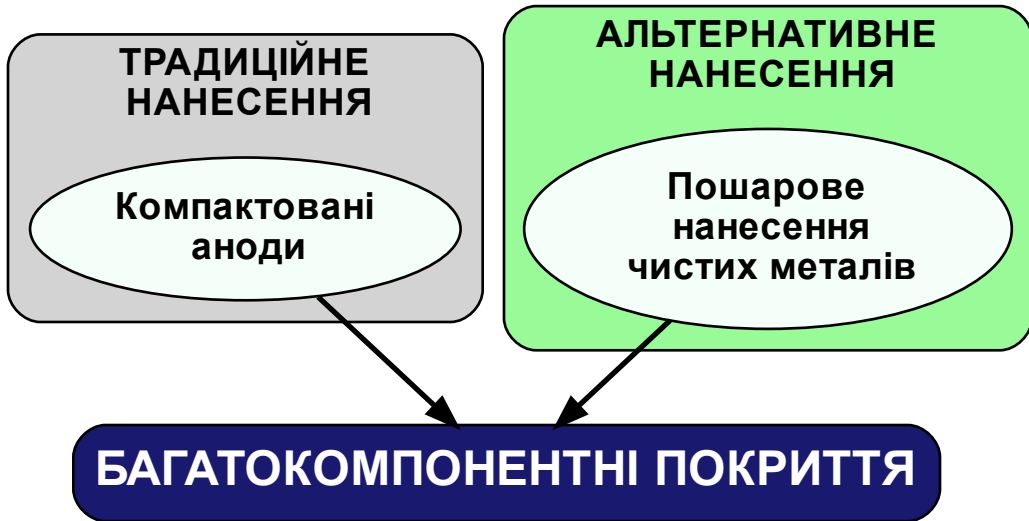 ТРАДИЦІЙНЕ
НАНЕСЕННЯ
Компактовані
аноди
АЛЬТЕРНАТИВНЕ
НАНЕСЕННЯ
Пошарове
нанесення
чистих металів
БАГАТОКОМПОНЕНТНІ ПОКРИТТЯ